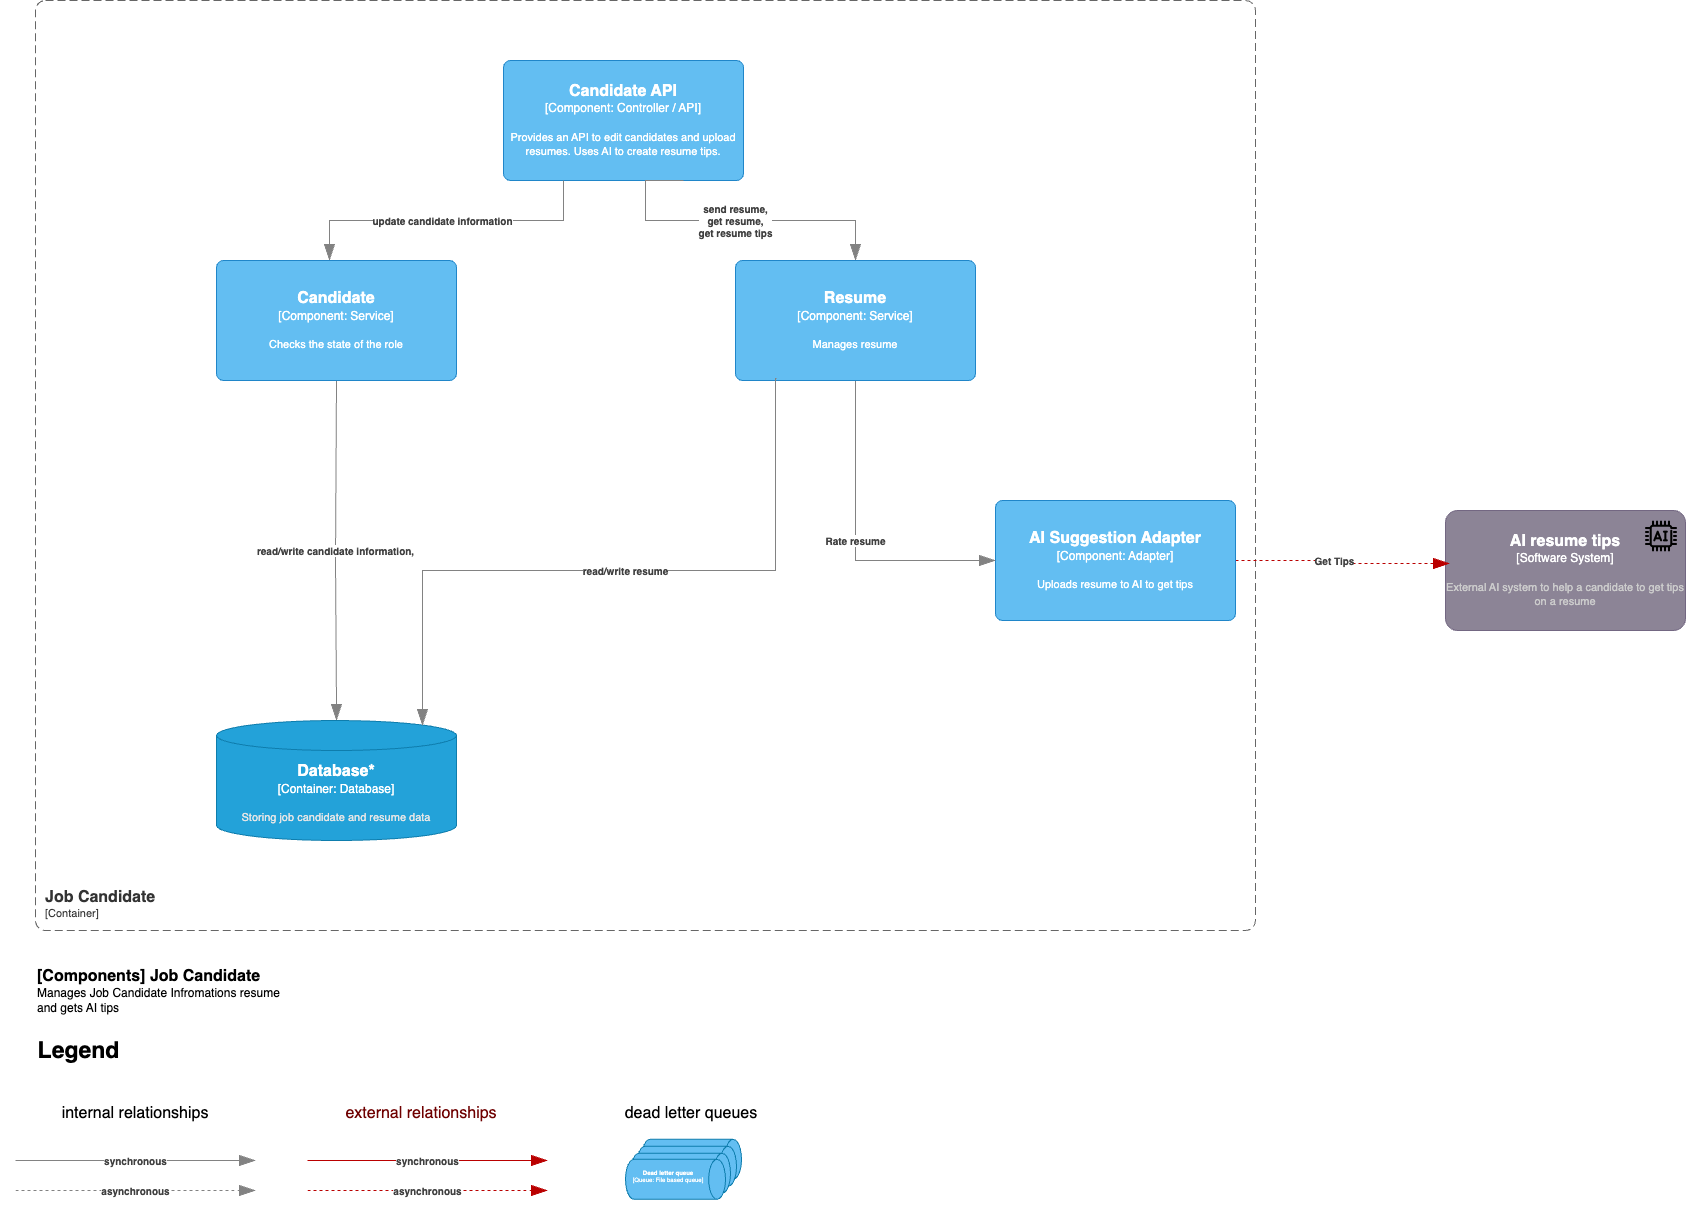 Candidate API
[Component: Controller / API]
Provides an API to edit candidates and upload
resumes. Uses AI to create resume tips.
update candidate information
send resume,
get resume,
get resume tips
Candidate
[Component: Service]
Checks the state of the role
Resume
[Component: Service]
Manages resume
read/write candidate information,
read/write resume
Rate resume
AI Suggestion Adapter
[Component: Adapter]
Uploads resume to AI to get tips
Get Tips
AI
AI resume tips
[Software System]
External AI system to help a candidate to get tips
on a resume
Database*
[Container: Database]
Storing job candidate and resume data
Job Candidate
[Container]
[Components] Job Candidate
Manages Job Candidate Infromations resume
and gets AI tips
Legend
internal relationships
synchronous
asynchronous
external relationships
synchronous
asynchronous
dead letter queues
Dead letter queue
[Queue: File based queue]